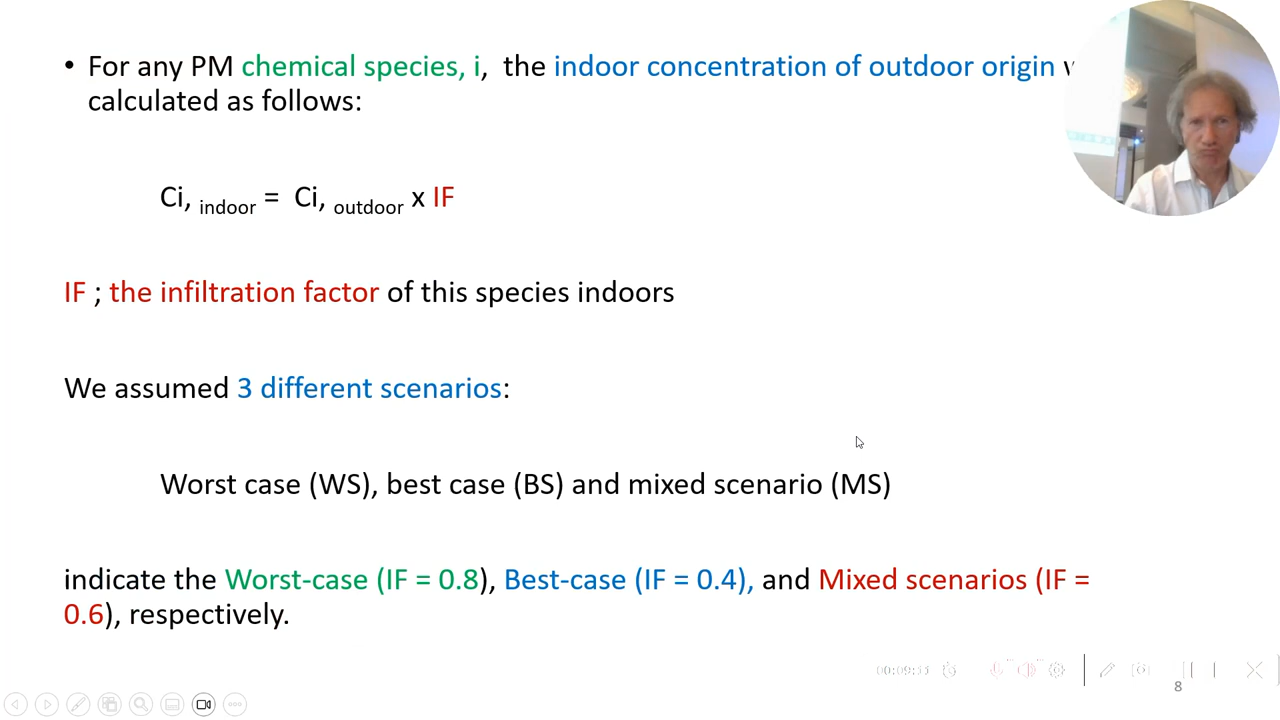 • For any PM chemical species, i, the indoor concentration of outdoor origin
calculated as follows:
Ci, indoor = Ci, outdoor x IF
IF ; the infiltration factor of this species indoors
We assumed 3 different scenarios:
Worst case (WS), best case (BS) and mixed scenario (MS)
indicate the Worst-case (IF = 0.8), Best-case (IF = 0.4), and Mixed scenarios (IF =
0.6), respectively.
8